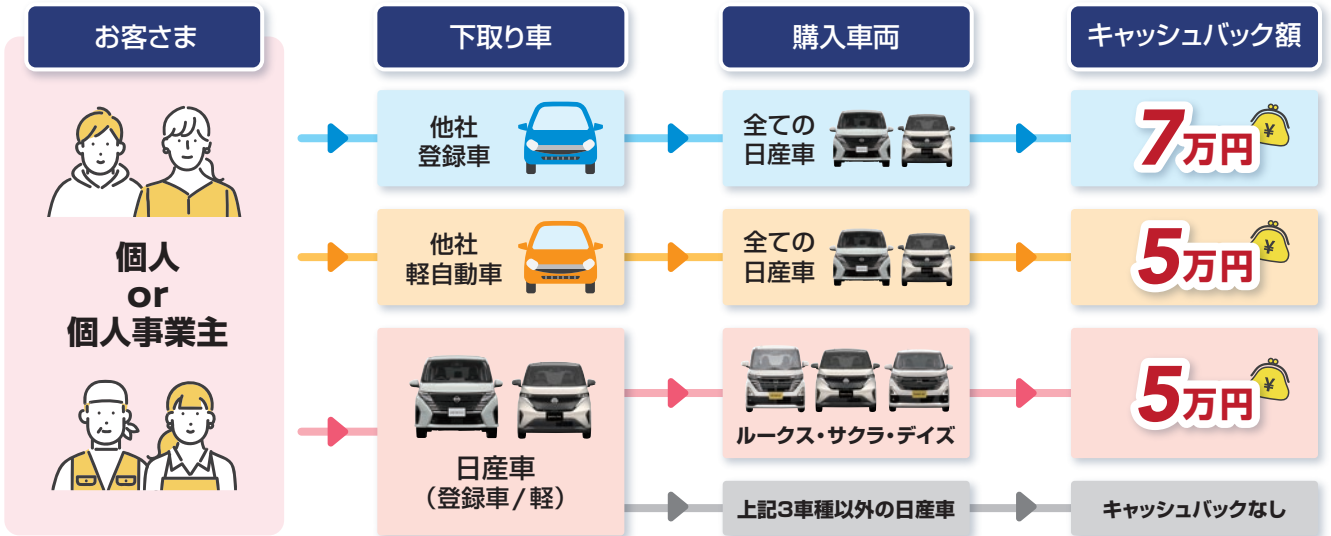 お客さま
下取り車
購入車両
キャッシュバック額
個人
or
個人事業主
他社
登録車
全ての
日産車
7万円
¥
他社
軽自動車
全ての
日産車
5万円
¥
日産車
（登録車/軽）
ルークス・サクラ・デイズ
5万円
¥
上記3車種以外の日産車
キャッシュバックなし